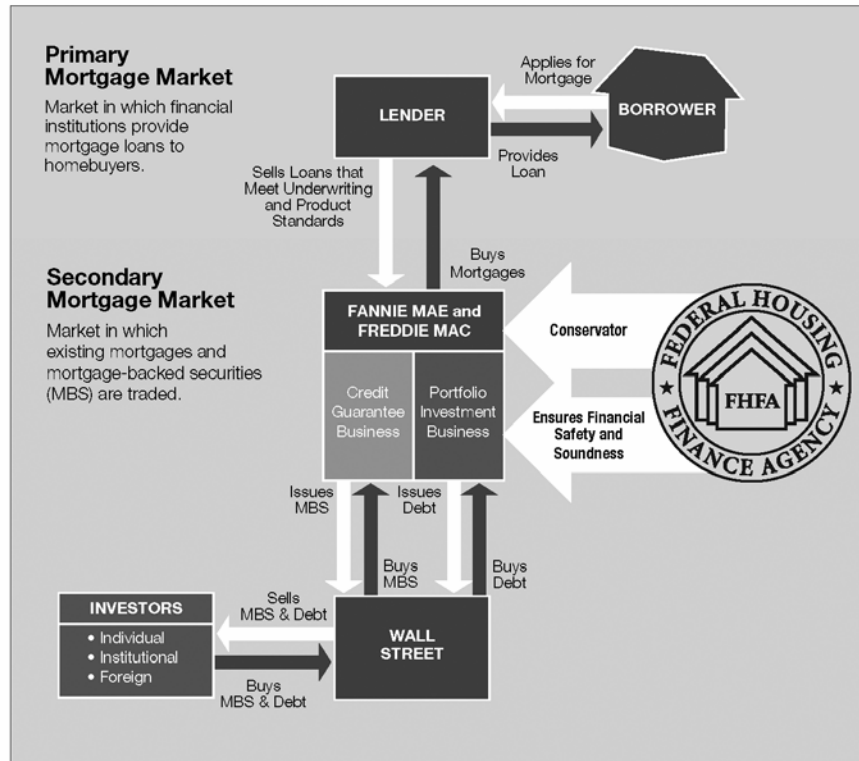 Primary
Mortgage Market
Market in which financial
institutions provide
mortgage loans to
homebuyers.
Applies for
Mortgage
LENDER
BORROWER
Provides
Loan
Sells Loans that
Meet Underwriting
and Product
Standards
Buys
Mortgages
Secondary
Mortgage Market
Market in which
existing mortgages and
mortgage-backed securities
(MBS) are traded.
FANNIE MAE and
FREDDIE MAC
Conservator
Credit
Guarantee
Business
Portfolio
Investment
Business
Ensures Financial
Safety and
Soundness
FEDERAL HOUSING
FINANCE AGENCY
FHFA
Issues
MBS
Issues
Debt
Buys
MBS
Buys
Debt
Sells
MBS & Debt
INVESTORS
• Individual
• Institutional
• Foreign
WALL
STREET
Buys
MBS & Debt